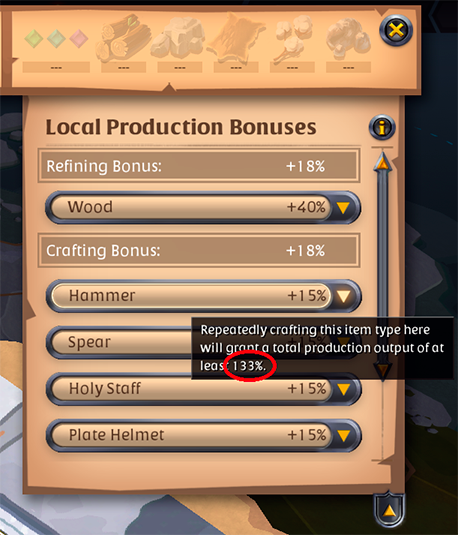 --- --- --- --- --- ---
Local Production Bonuses
Refining Bonus: +18%
Wood +40%
Crafting Bonus: +18%
Hammer +15%
Repeatedly crafting this item type here
will grant a total production output of at
least 133%.
Spear
Holy Staff +15%
Plate Helmet +15%